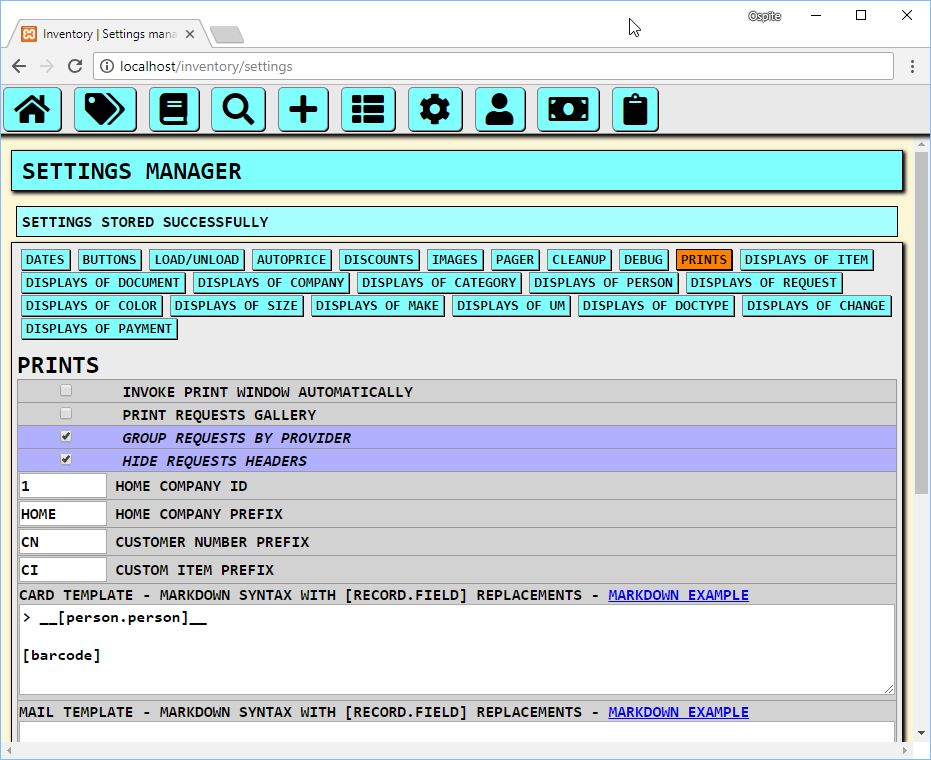 Ospite
Inventory | Settings mana
localhost/inventory/settings
SETTINGS MANAGER
SETTINGS STORED SUCCESSFULLY
DATES BUTTONS LOAD/UNLOAD AUTOPRICE DISCOUNTS IMAGES PAGER CLEANUP DEBUG PRINTS DISPLAYS OF ITEM
DISPLAYS OF DOCUMENT DISPLAYS OF COMPANY DISPLAYS OF CATEGORY DISPLAYS OF PERSON DISPLAYS OF REQUEST
DISPLAYS OF COLOR DISPLAYS OF SIZE DISPLAYS OF MAKE DISPLAYS OF UM DISPLAYS OF DOCTYPE DISPLAYS OF CHANGE
DISPLAYS OF PAYMENT
PRINTS
INVOKE PRINT WINDOW AUTOMATICALLY
PRINT REQUESTS GALLERY
GROUP REQUESTS BY PROVIDER
HIDE REQUESTS HEADERS
1 HOME COMPANY ID
HOME HOME COMPANY PREFIX
CN CUSTOMER NUMBER PREFIX
CI CUSTOM ITEM PREFIX
CARD TEMPLATE - MARKDOWN SYNTAX WITH [RECORD.FIELD] REPLACEMENTS - MARKDOWN EXAMPLE
> __[person.person]__
[barcode]
MAIL TEMPLATE - MARKDOWN SYNTAX WITH [RECORD.FIELD] REPLACEMENTS - MARKDOWN EXAMPLE